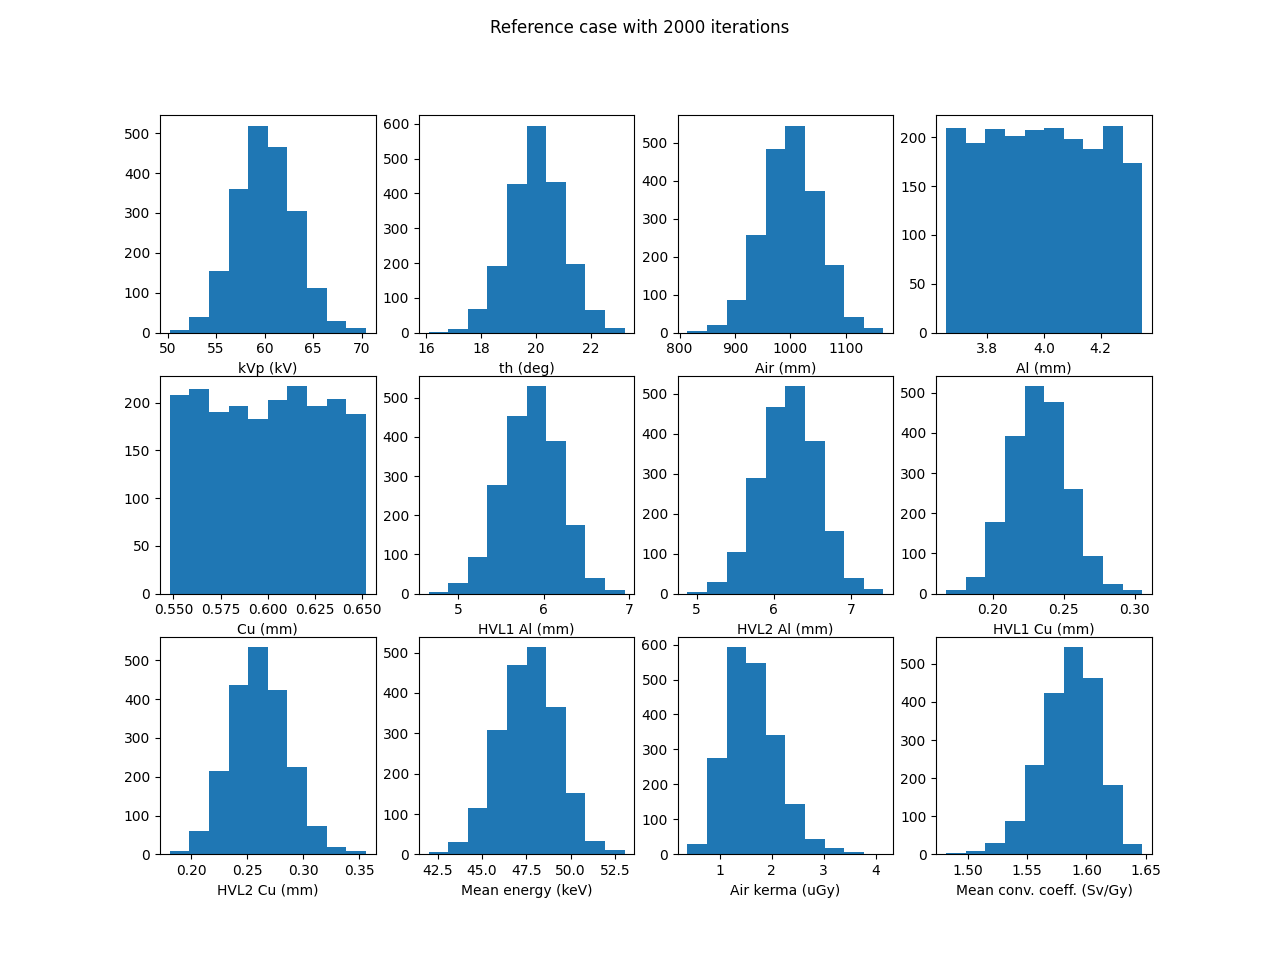 Reference case with 2000 iterations
500
400
300
200
100
0
50 55 60 65 70
kVp (kV)
600
500
400
300
200
100
0
16 18 20 22
th (deg)
500
400
300
200
100
0
800 900 1000 1100
Air (mm)
200
150
100
50
0
3.8 4.0 4.2
Al (mm)
200
150
100
50
0
0.550 0.575 0.600 0.625 0.650
Cu (mm)
500
400
300
200
100
0
5 6 7
HVL1 Al (mm)
500
400
300
200
100
0
5 6 7
HVL2 Al (mm)
500
400
300
200
100
0
0.20 0.25 0.30
HVL1 Cu (mm)
500
400
300
200
100
0
0.20 0.25 0.30 0.35
HVL2 Cu (mm)
500
400
300
200
100
0
42.5 45.0 47.5 50.0 52.5
Mean energy (keV)
600
500
400
300
200
100
0
1 2 3 4
Air kerma (uGy)
500
400
300
200
100
0
1.50 1.55 1.60 1.65
Mean conv. coeff. (Sv/Gy)